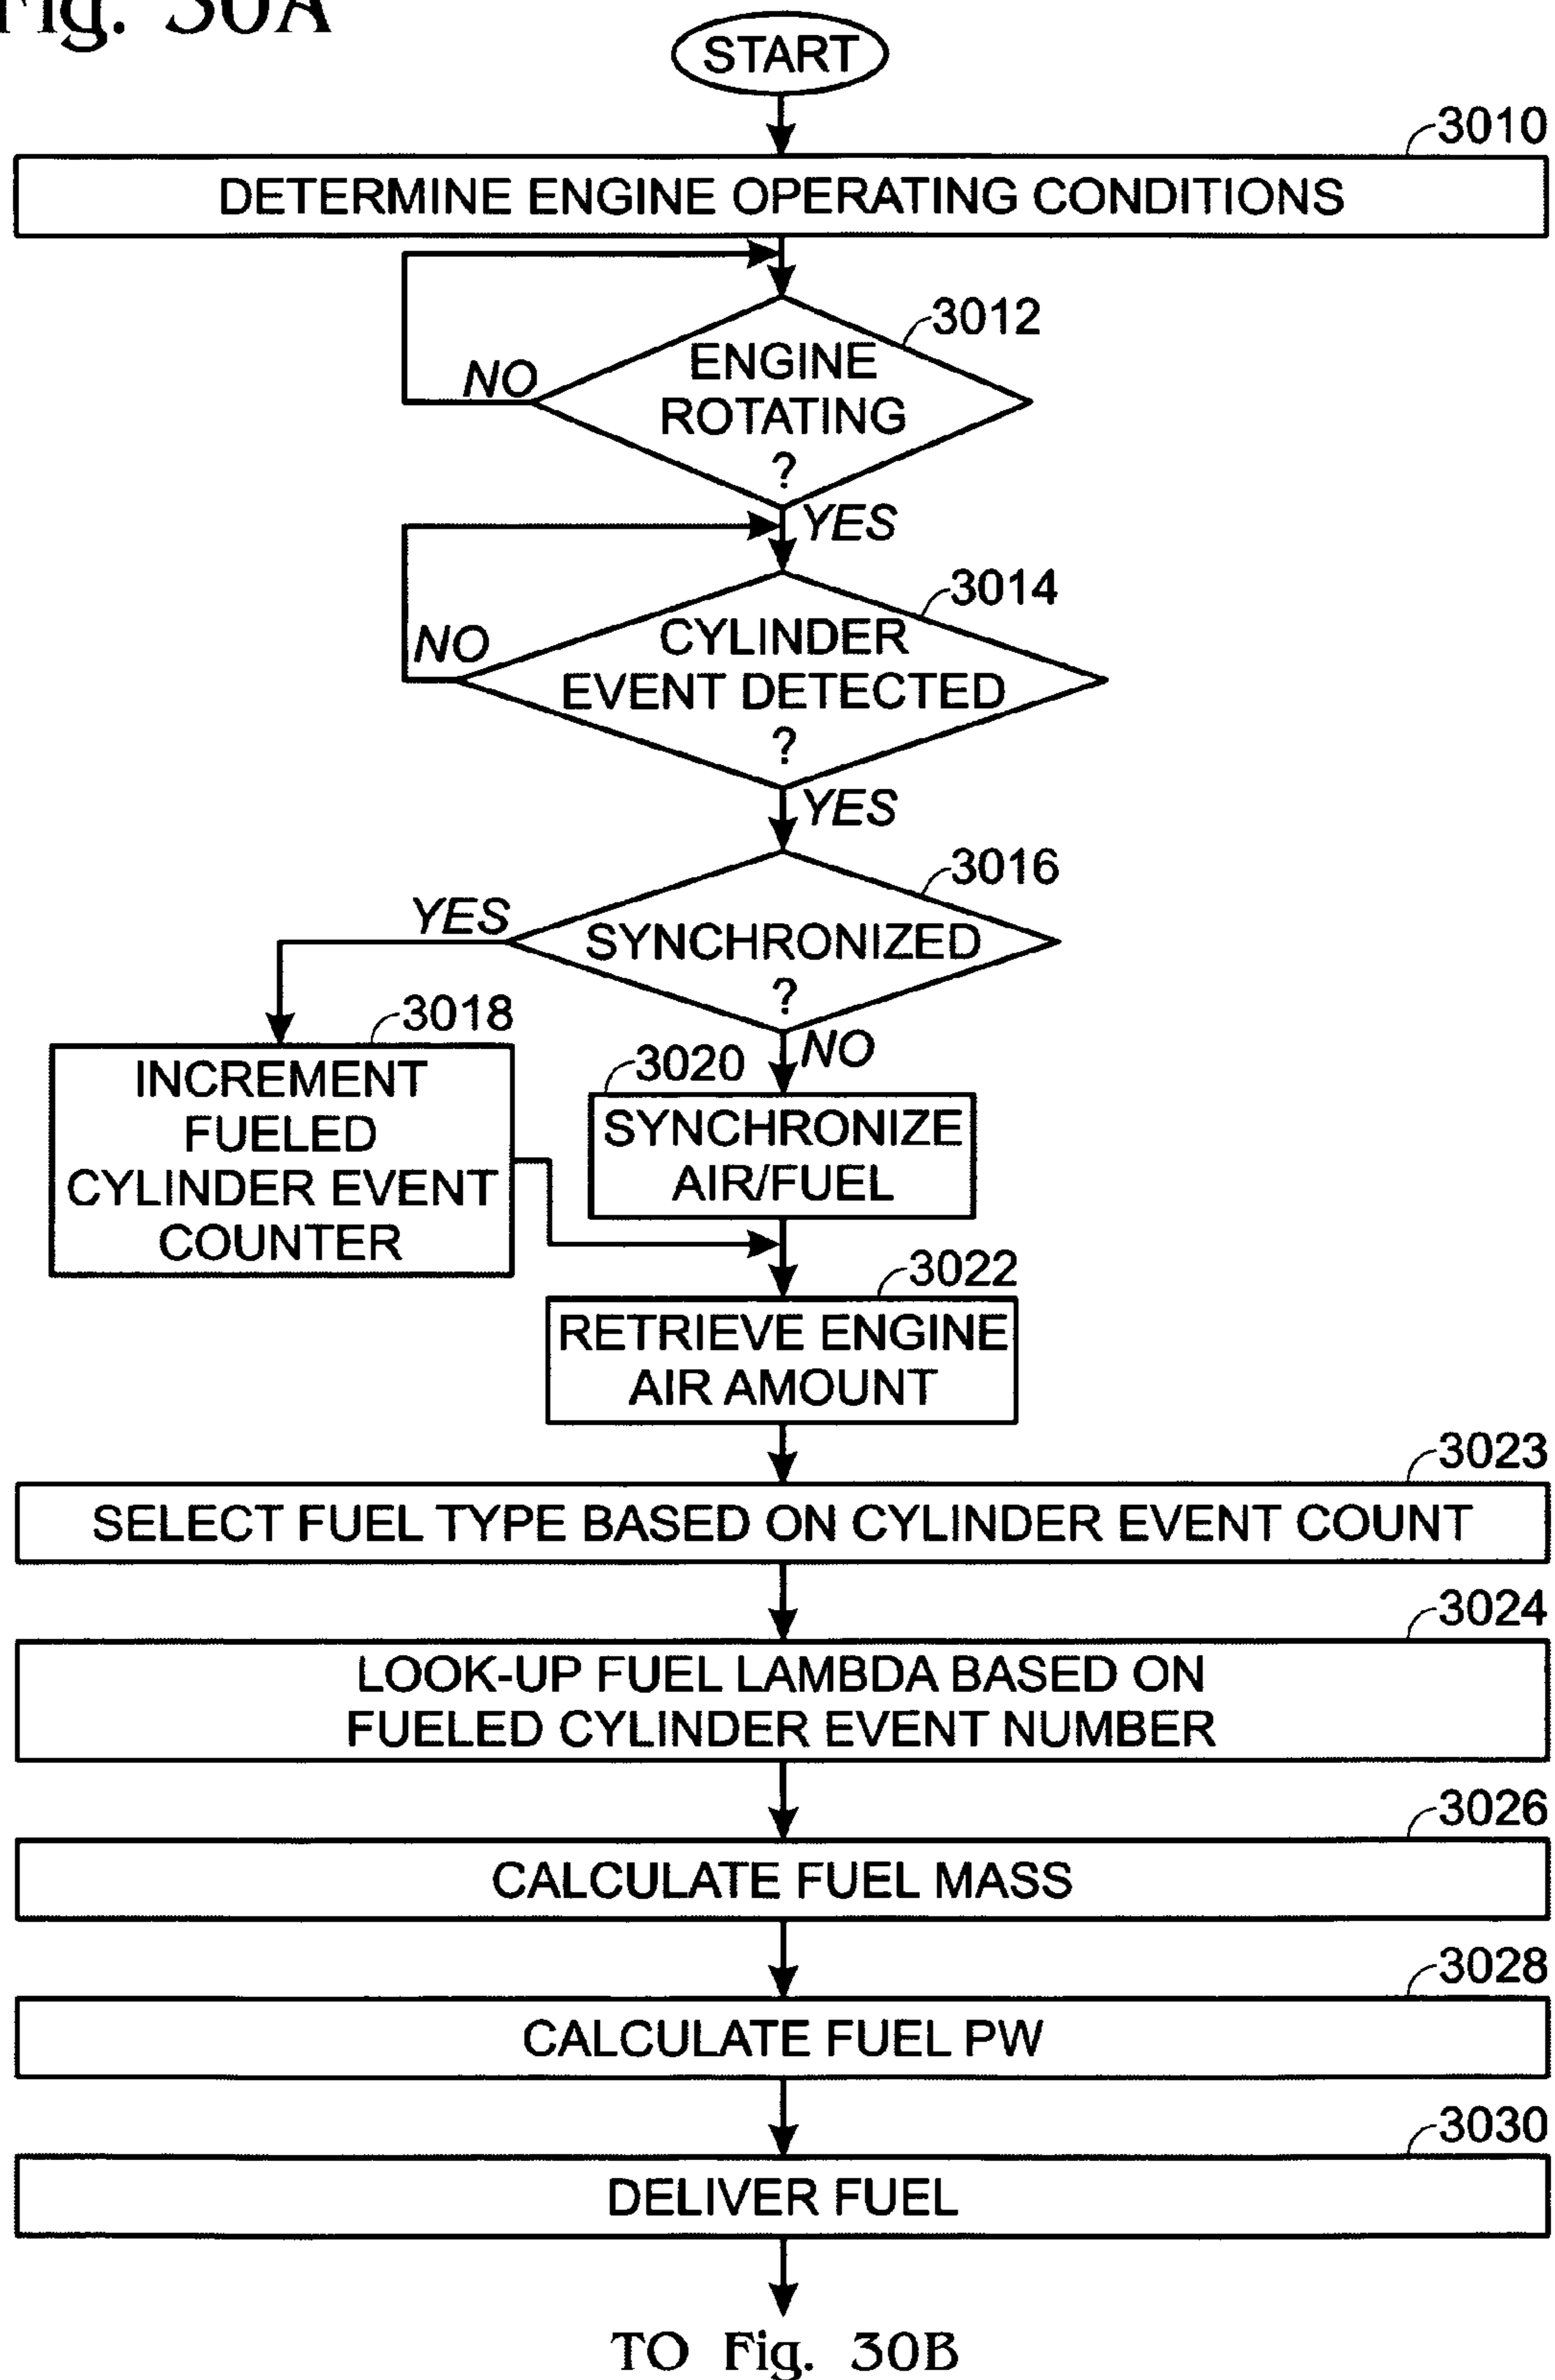 Fig. 30A
START
3010
DETERMINE ENGINE OPERATING CONDITIONS
3012
ENGINE
ROTATING
?
NO
YES
3014
CYLINDER
EVENT DETECTED
?
NO
YES
3016
SYNCHRONIZED
?
YES
NO
3018
INCREMENT
FUELED
CYLINDER EVENT
COUNTER
3020
SYNCHRONIZE
AIR/FUEL
3022
RETRIEVE ENGINE
AIR AMOUNT
3023
SELECT FUEL TYPE BASED ON CYLINDER EVENT COUNT
3024
LOOK-UP FUEL LAMBDA BASED ON
FUELED CYLINDER EVENT NUMBER
3026
CALCULATE FUEL MASS
3028
CALCULATE FUEL PW
3030
DELIVER FUEL
TO Fig. 30B